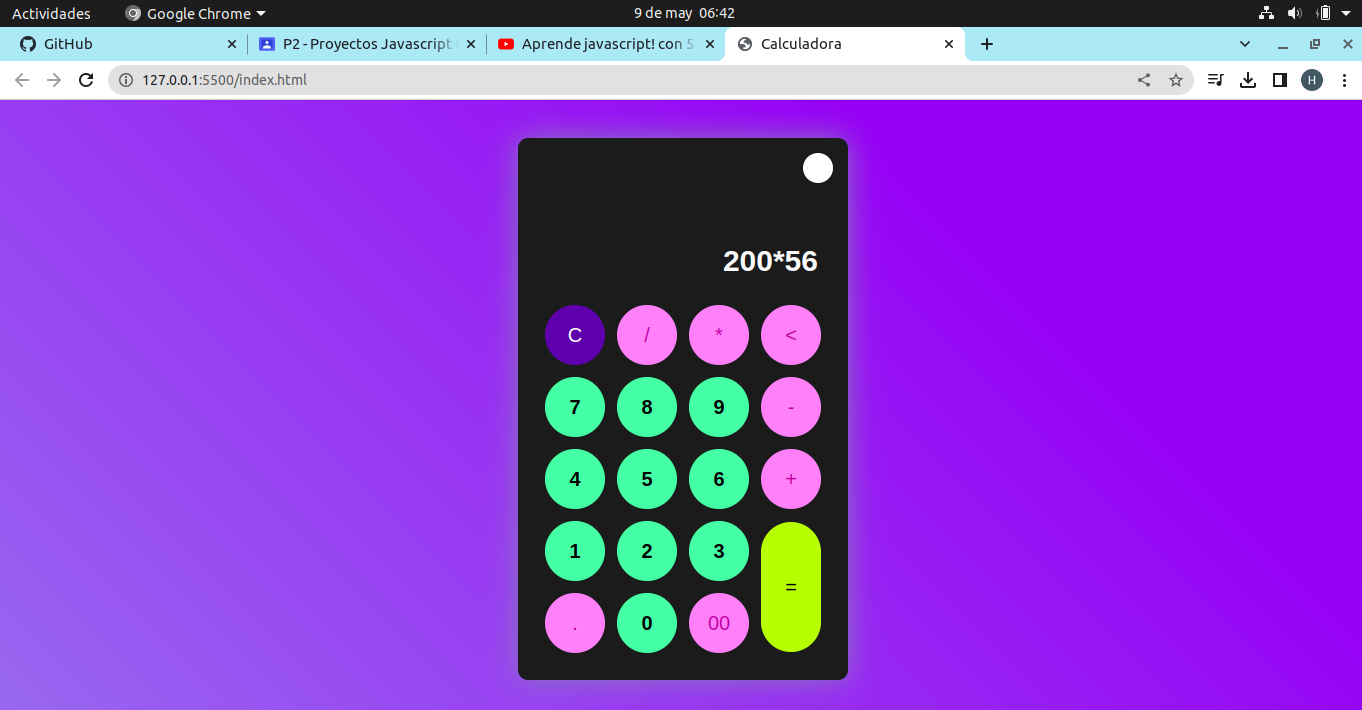 Actividades Google Chrome 9 de may 06:42
GitHub P2 - Proyectos Javascript Aprende javascript! con 5 Calculadora
127.0.0.1:5500/index.html H
200*56
C / * <
7 8 9 -
4 5 6 +
1 2 3 =
. 0 00